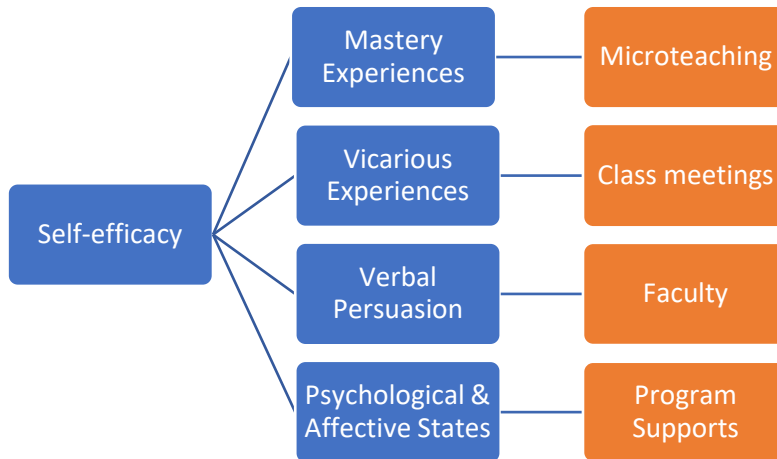 Self-efficacy
Mastery
Experiences
Microteaching
Vicarious
Experiences
Class meetings
Verbal
Persuasion
Faculty
Psychological &
Affective States
Program
Supports